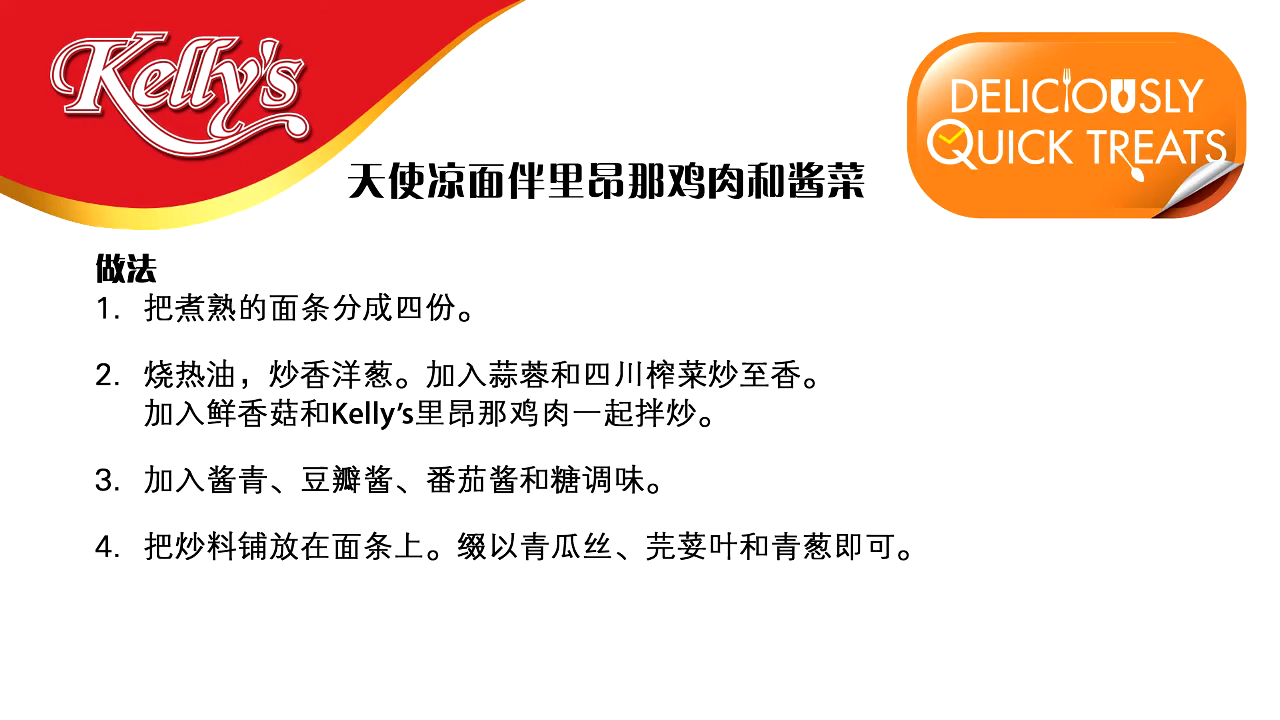 Kelly's
DELICIOUSLY
QUICK TREATS
天使凉面伴里昂那鸡肉和酱菜
做法
1. 把煮熟的面条分成四份。
2. 烧热油，炒香洋葱。加入蒜蓉和四川榨菜炒至香。
加入鲜香菇和Kelly's里昂那鸡肉一起拌炒。
3. 加入酱青、豆瓣酱、番茄酱和糖调味。
4. 把炒料铺放在面条上。缀以青瓜丝、芫荽叶和青葱即可。